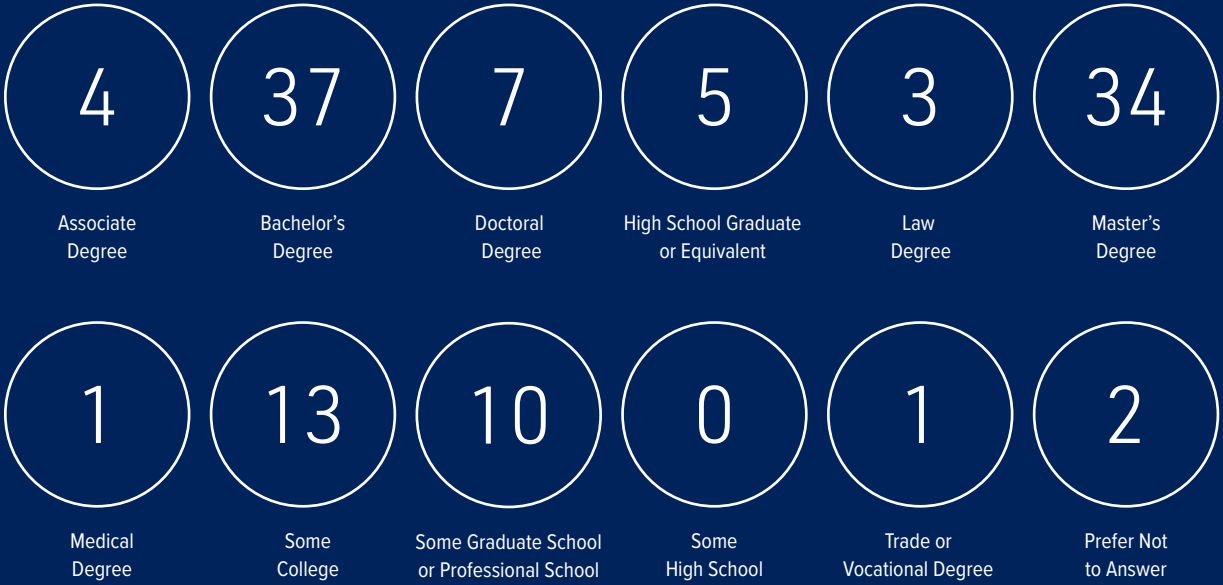 4 37 7 5 3 34
Associate Bachelor’s Doctoral High School Graduate Law Master’s
Degree Degree Degree or Equivalent Degree Degree
1 13 10 0 1 2
Medical Some Some Graduate School Some Trade or Prefer Not
Degree College or Professional School High School Vocational Degree to Answer